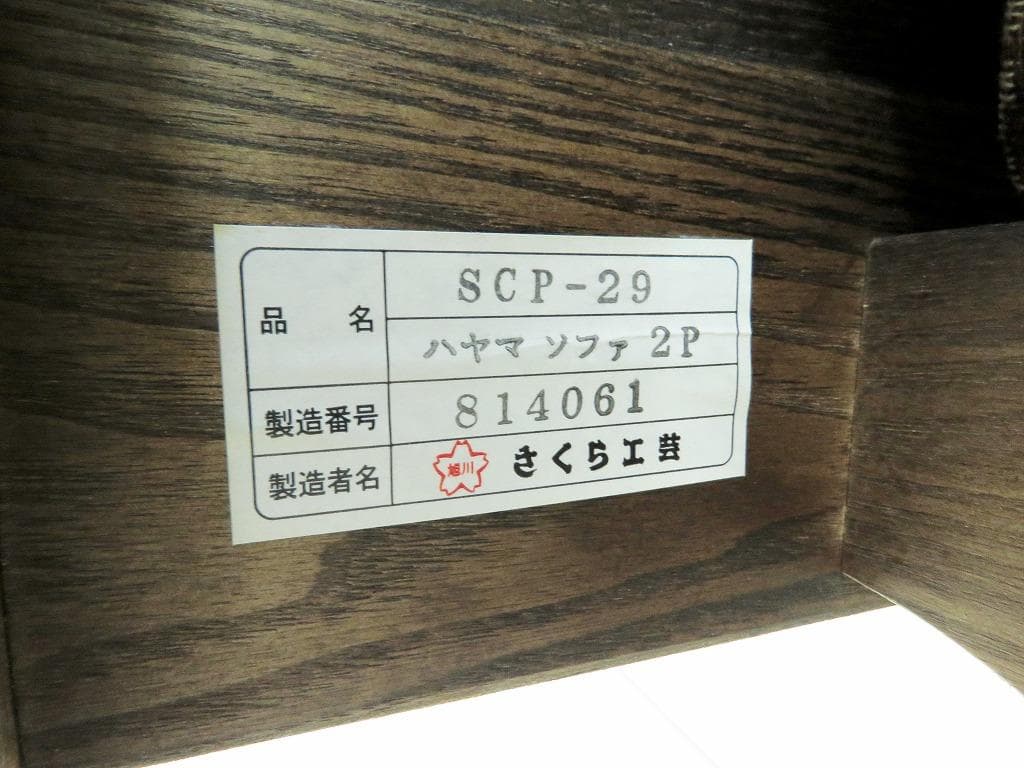 品名 SCP-29
ハヤマ ソファ 2P
製造番号 814061
製造者名 旭川 さくら工芸